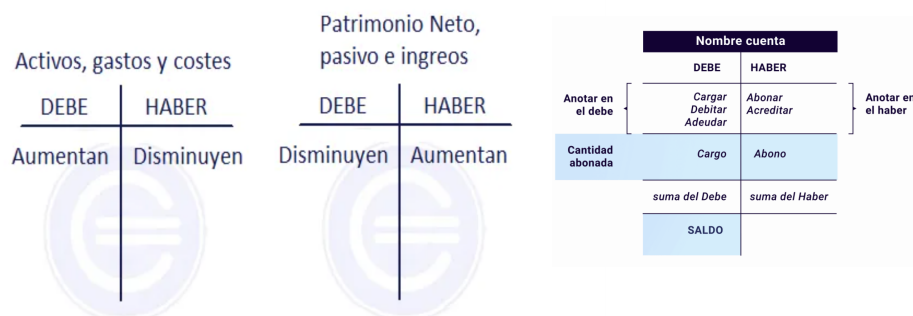 Activos, gastos y costes
DEBE HABER
Aumentan Disminuyen
Patrimonio Neto,
pasivo e ingreos
DEBE HABER
Disminuyen Aumentan
Nombre cuenta
DEBE HABER
Anotar en
el debe
Cargar
Debitar
Adeudar
Abonar
Acreditar
Anotar en
el haber
Cantidad
abonada
Cargo Abono
suma del Debe suma del Haber
SALDO